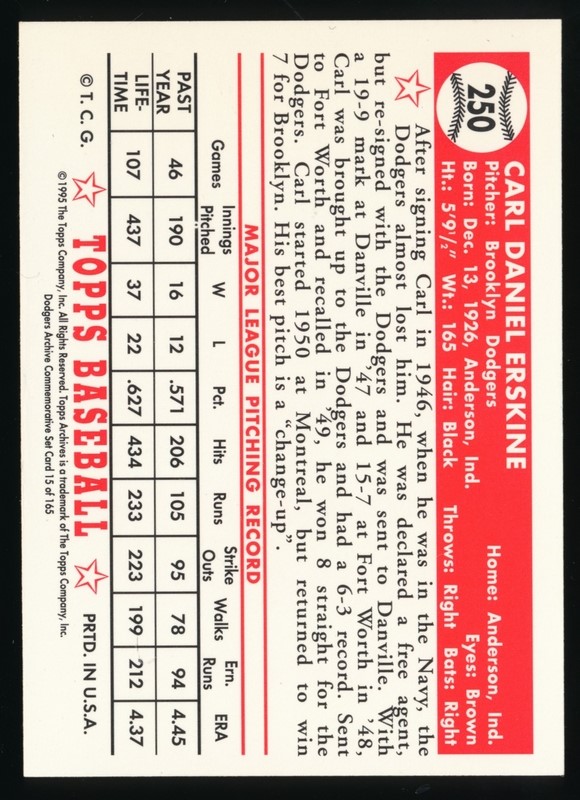 250
CARL DANIEL ERSKINE
Pitcher: Brooklyn Dodgers Home: Anderson, Ind.
Born: Dec. 13, 1926, Anderson, Ind. Eyes: Brown
Ht.: 5'9½" Wt.: 165 Hair: Black Throws: Right Bats: Right
After signing Carl in 1946, when he was in the Navy, the
Dodgers almost lost him. He was declared a free agent,
but re-signed with the Dodgers and was sent to Danville. With
a 19-9 mark at Danville in '47 and 15-7 at Fort Worth in '48,
Carl was brought up to the Dodgers and had a 6-3 record. Sent
to Fort Worth and recalled in '49, he won 8 straight for the
Dodgers. Carl started 1950 at Montreal, but returned to win
7 for Brooklyn. His best pitch is a "change-up".
MAJOR LEAGUE PITCHING RECORD
Games Innings Pitched W L Pct. Hits Runs Strike Outs Walks Ern. Runs ERA
PAST YEAR 46 190 16 12 .571 206 105 95 78 94 4.45
LIFE-TIME 107 437 37 22 .627 434 233 223 199 212 4.37
© T. C. G. TOPPS BASEBALL PRTD. IN U.S.A.
©1995 The Topps Company, Inc. All Rights Reserved. Topps Archives is a trademark of The Topps Company, Inc.
Dodgers Archive Commemorative Set Card 15 of 165